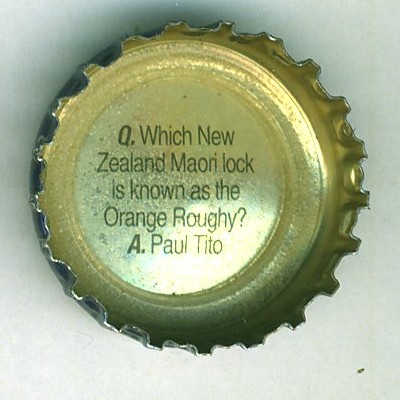 Q. Which New
Zealand Maori lock
is known as the
Orange Roughy?
A. Paul Tito